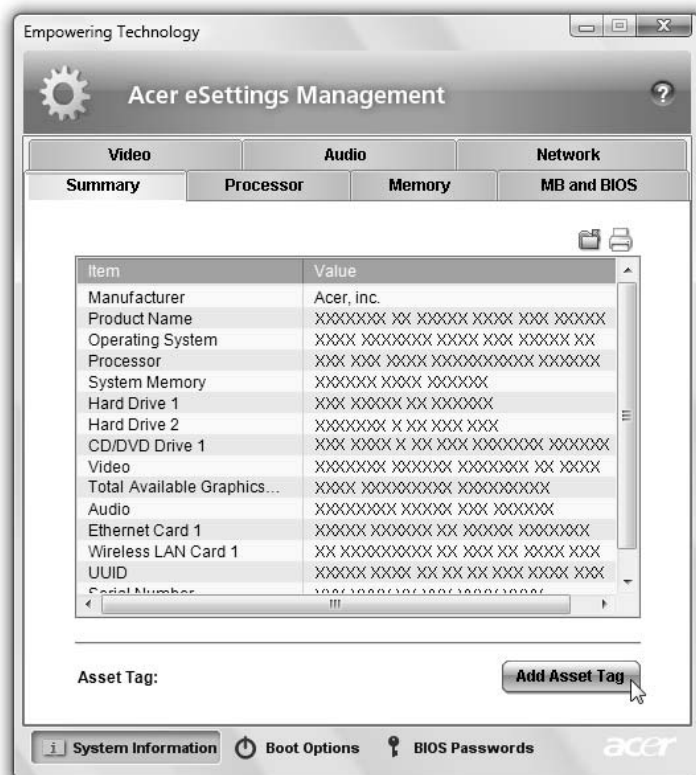 Empowering Technology
Acer eSettings Management
?
Video Audio Network
Summary Processor Memory MB and BIOS
Item Value
Manufacturer Acer, inc.
Product Name XXXXXXX XX XXXXX XXXX XXX XXXXX
Operating System XXXX XXXXXXX XXXX XXX XXXXX XX
Processor XXX XXX XXXX XXXXXXXXXX XXXXXX
System Memory XXXXXX XXXX XXXXXX
Hard Drive 1 XXX XXXXX XX XXXXXX
Hard Drive 2 XXXXXXX X XX XXX XXX
CD/DVD Drive 1 XXX XXXX X XX XXX XXXXXXX XXXXXX
Video XXXXXXX XXXXXX XXXXXXX XX XXXX
Total Available Graphics... XXXX XXXXXXXXXX XXXXXXXXX
Audio XXXXXXXX XXXXX XXX XXXXXX
Ethernet Card 1 XXXXX XXXXXX XX XXXXX XXXXXXX
Wireless LAN Card 1 XX XXXXXXXXX XX XXX XX XXXX XXX
UUID XXXXX XXXX XX XX XX XXX XXXX XXX
Serial Number
Asset Tag: Add Asset Tag
i System Information Boot Options BIOS Passwords acer